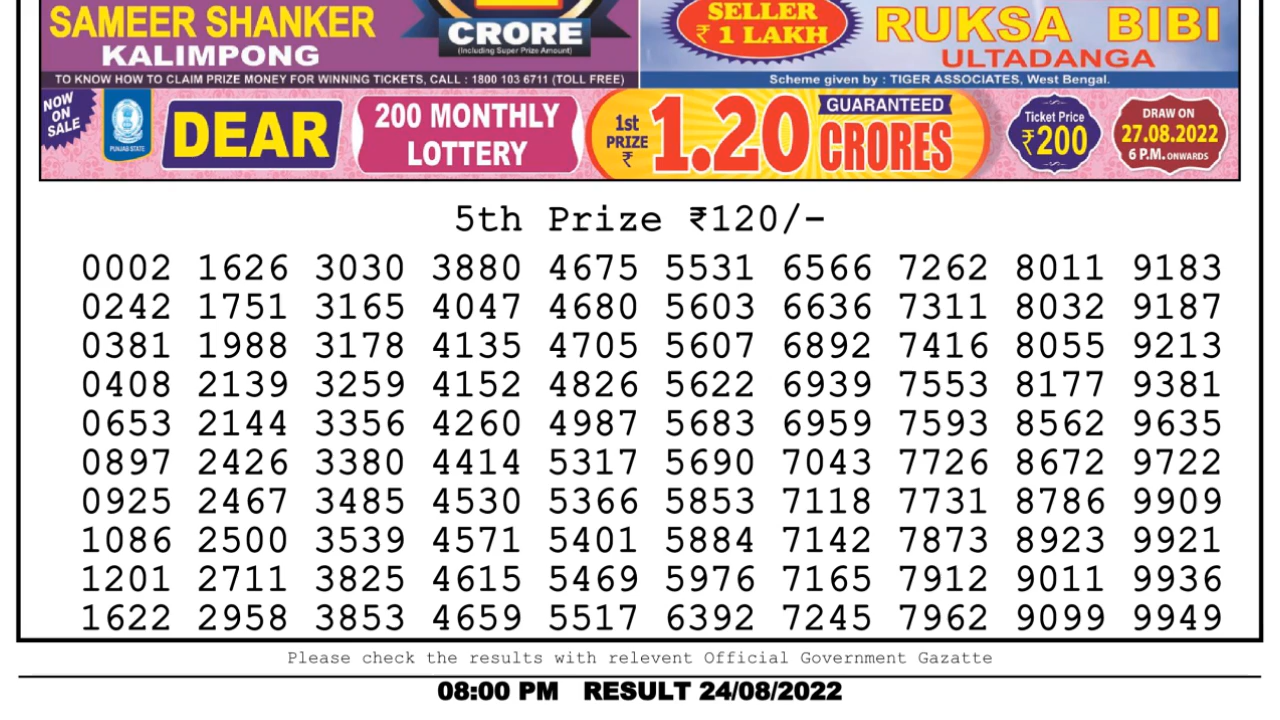 SAMEER SHANKER
KALIMPONG
CRORE
(Including Super Prize Amount)
SELLER
₹ 1 LAKH
RUKSA BIBI
ULTADANGA
TO KNOW HOW TO CLAIM PRIZE MONEY FOR WINNING TICKETS, CALL : 1800 103 6711 (TOLL FREE)
Scheme given by : TIGER ASSOCIATES, West Bengal.
NOW
ON
SALE
PUNJAB STATE
DEAR
200 MONTHLY
LOTTERY
1st
PRIZE
₹
1.20
GUARANTEED
CRORES
Ticket Price
₹200
DRAW ON
27.08.2022
6 P.M. ONWARDS
5th Prize ₹120/-
0002 1626 3030 3880 4675 5531 6566 7262 8011 9183
0242 1751 3165 4047 4680 5603 6636 7311 8032 9187
0381 1988 3178 4135 4705 5607 6892 7416 8055 9213
0408 2139 3259 4152 4826 5622 6939 7553 8177 9381
0653 2144 3356 4260 4987 5683 6959 7593 8562 9635
0897 2426 3380 4414 5317 5690 7043 7726 8672 9722
0925 2467 3485 4530 5366 5853 7118 7731 8786 9909
1086 2500 3539 4571 5401 5884 7142 7873 8923 9921
1201 2711 3825 4615 5469 5976 7165 7912 9011 9936
1622 2958 3853 4659 5517 6392 7245 7962 9099 9949
Please check the results with relevent Official Government Gazatte
08:00 PM RESULT 24/08/2022